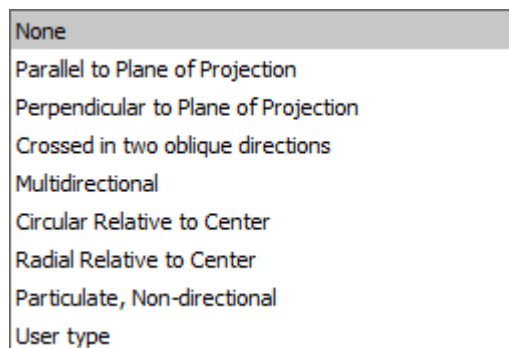 None
Parallel to Plane of Projection
Perpendicular to Plane of Projection
Crossed in two oblique directions
Multidirectional
Circular Relative to Center
Radial Relative to Center
Particulate, Non-directional
User type